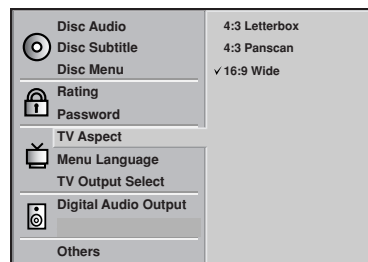 Disc Audio
Disc Subtitle
Disc Menu
Rating
Password
TV Aspect
Menu Language
TV Output Select
Digital Audio Output
Others
4:3 Letterbox
4:3 Panscan
✓ 16:9 Wide